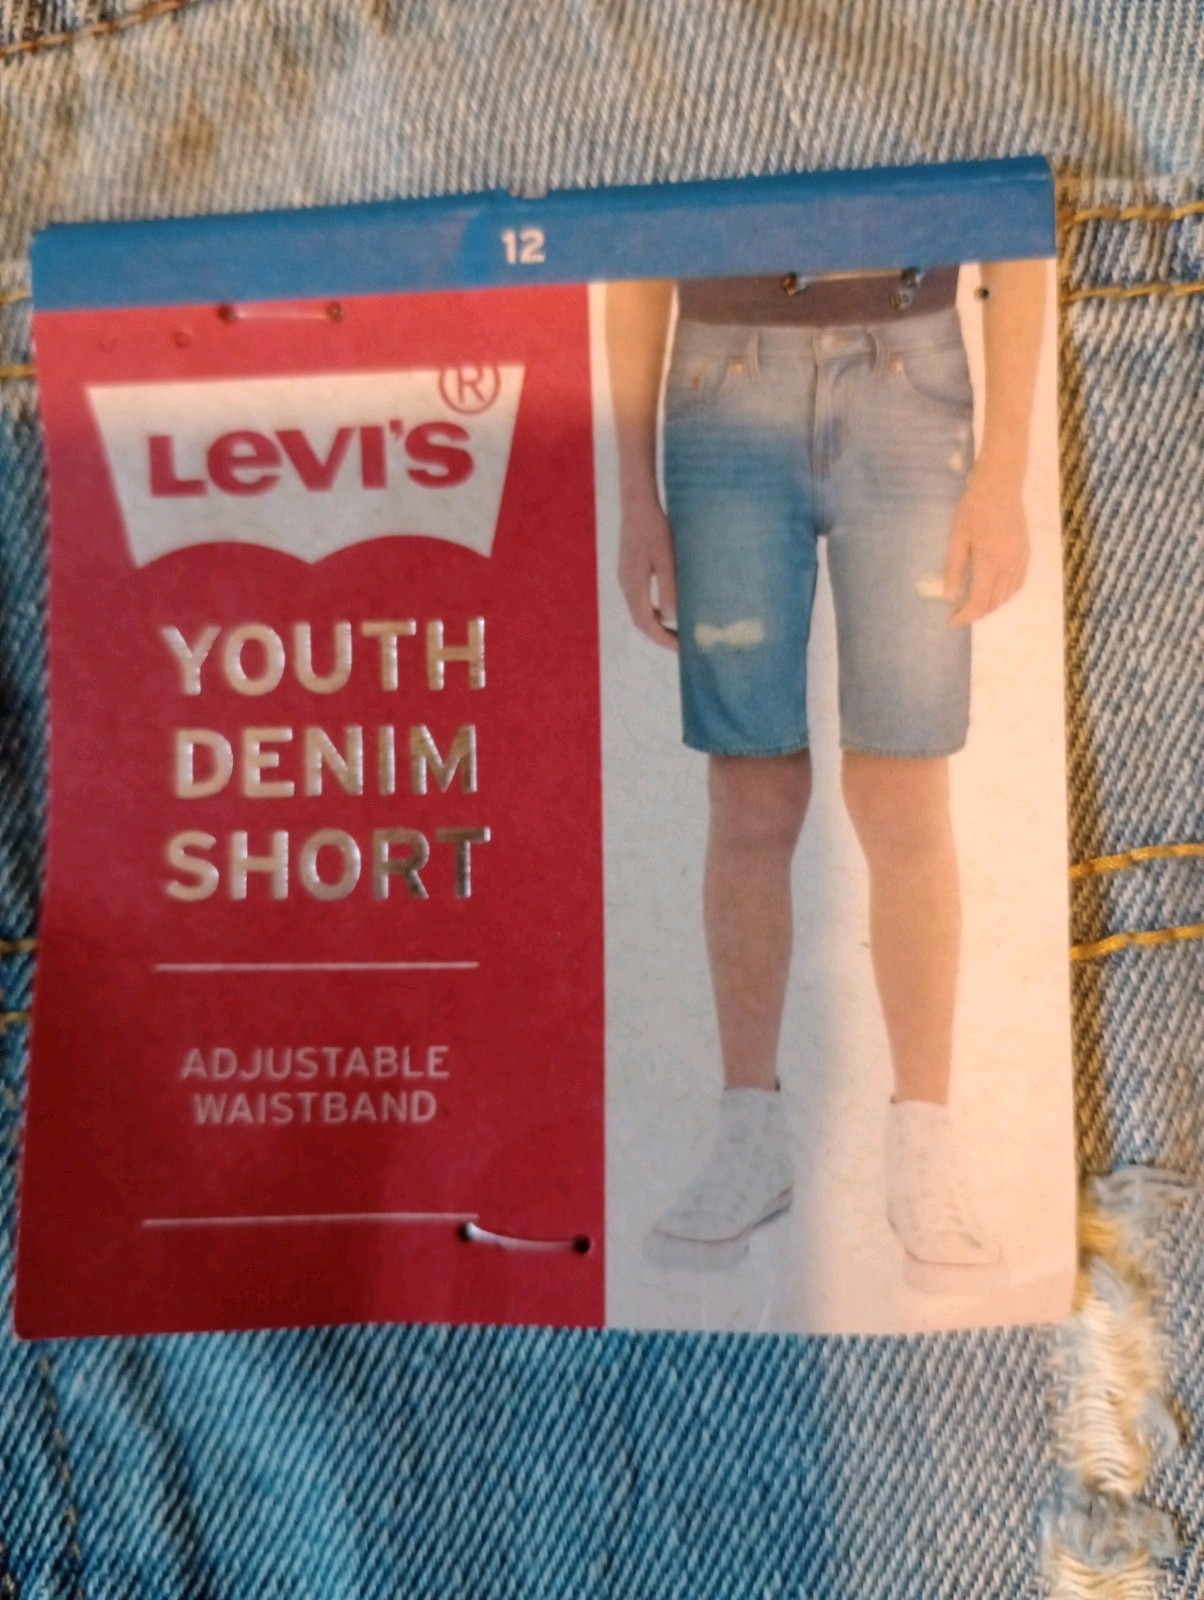 12
LEVI'S®
YOUTH
DENIM
SHORT
ADJUSTABLE
WAISTBAND